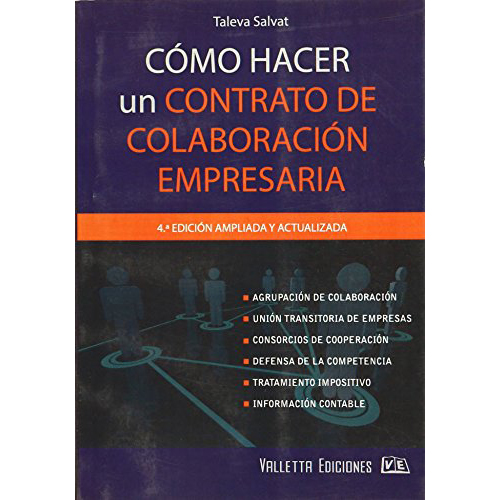 Taleva Salvat
CÓMO HACER
un CONTRATO DE
COLABORACIÓN
EMPRESARIA
4.ª EDICIÓN AMPLIADA Y ACTUALIZADA
▪ AGRUPACIÓN DE COLABORACIÓN
▪ UNIÓN TRANSITORIA DE EMPRESAS
▪ CONSORCIOS DE COOPERACIÓN
▪ DEFENSA DE LA COMPETENCIA
▪ TRATAMIENTO IMPOSITIVO
▪ INFORMACIÓN CONTABLE
VALLETTA EDICIONES VE